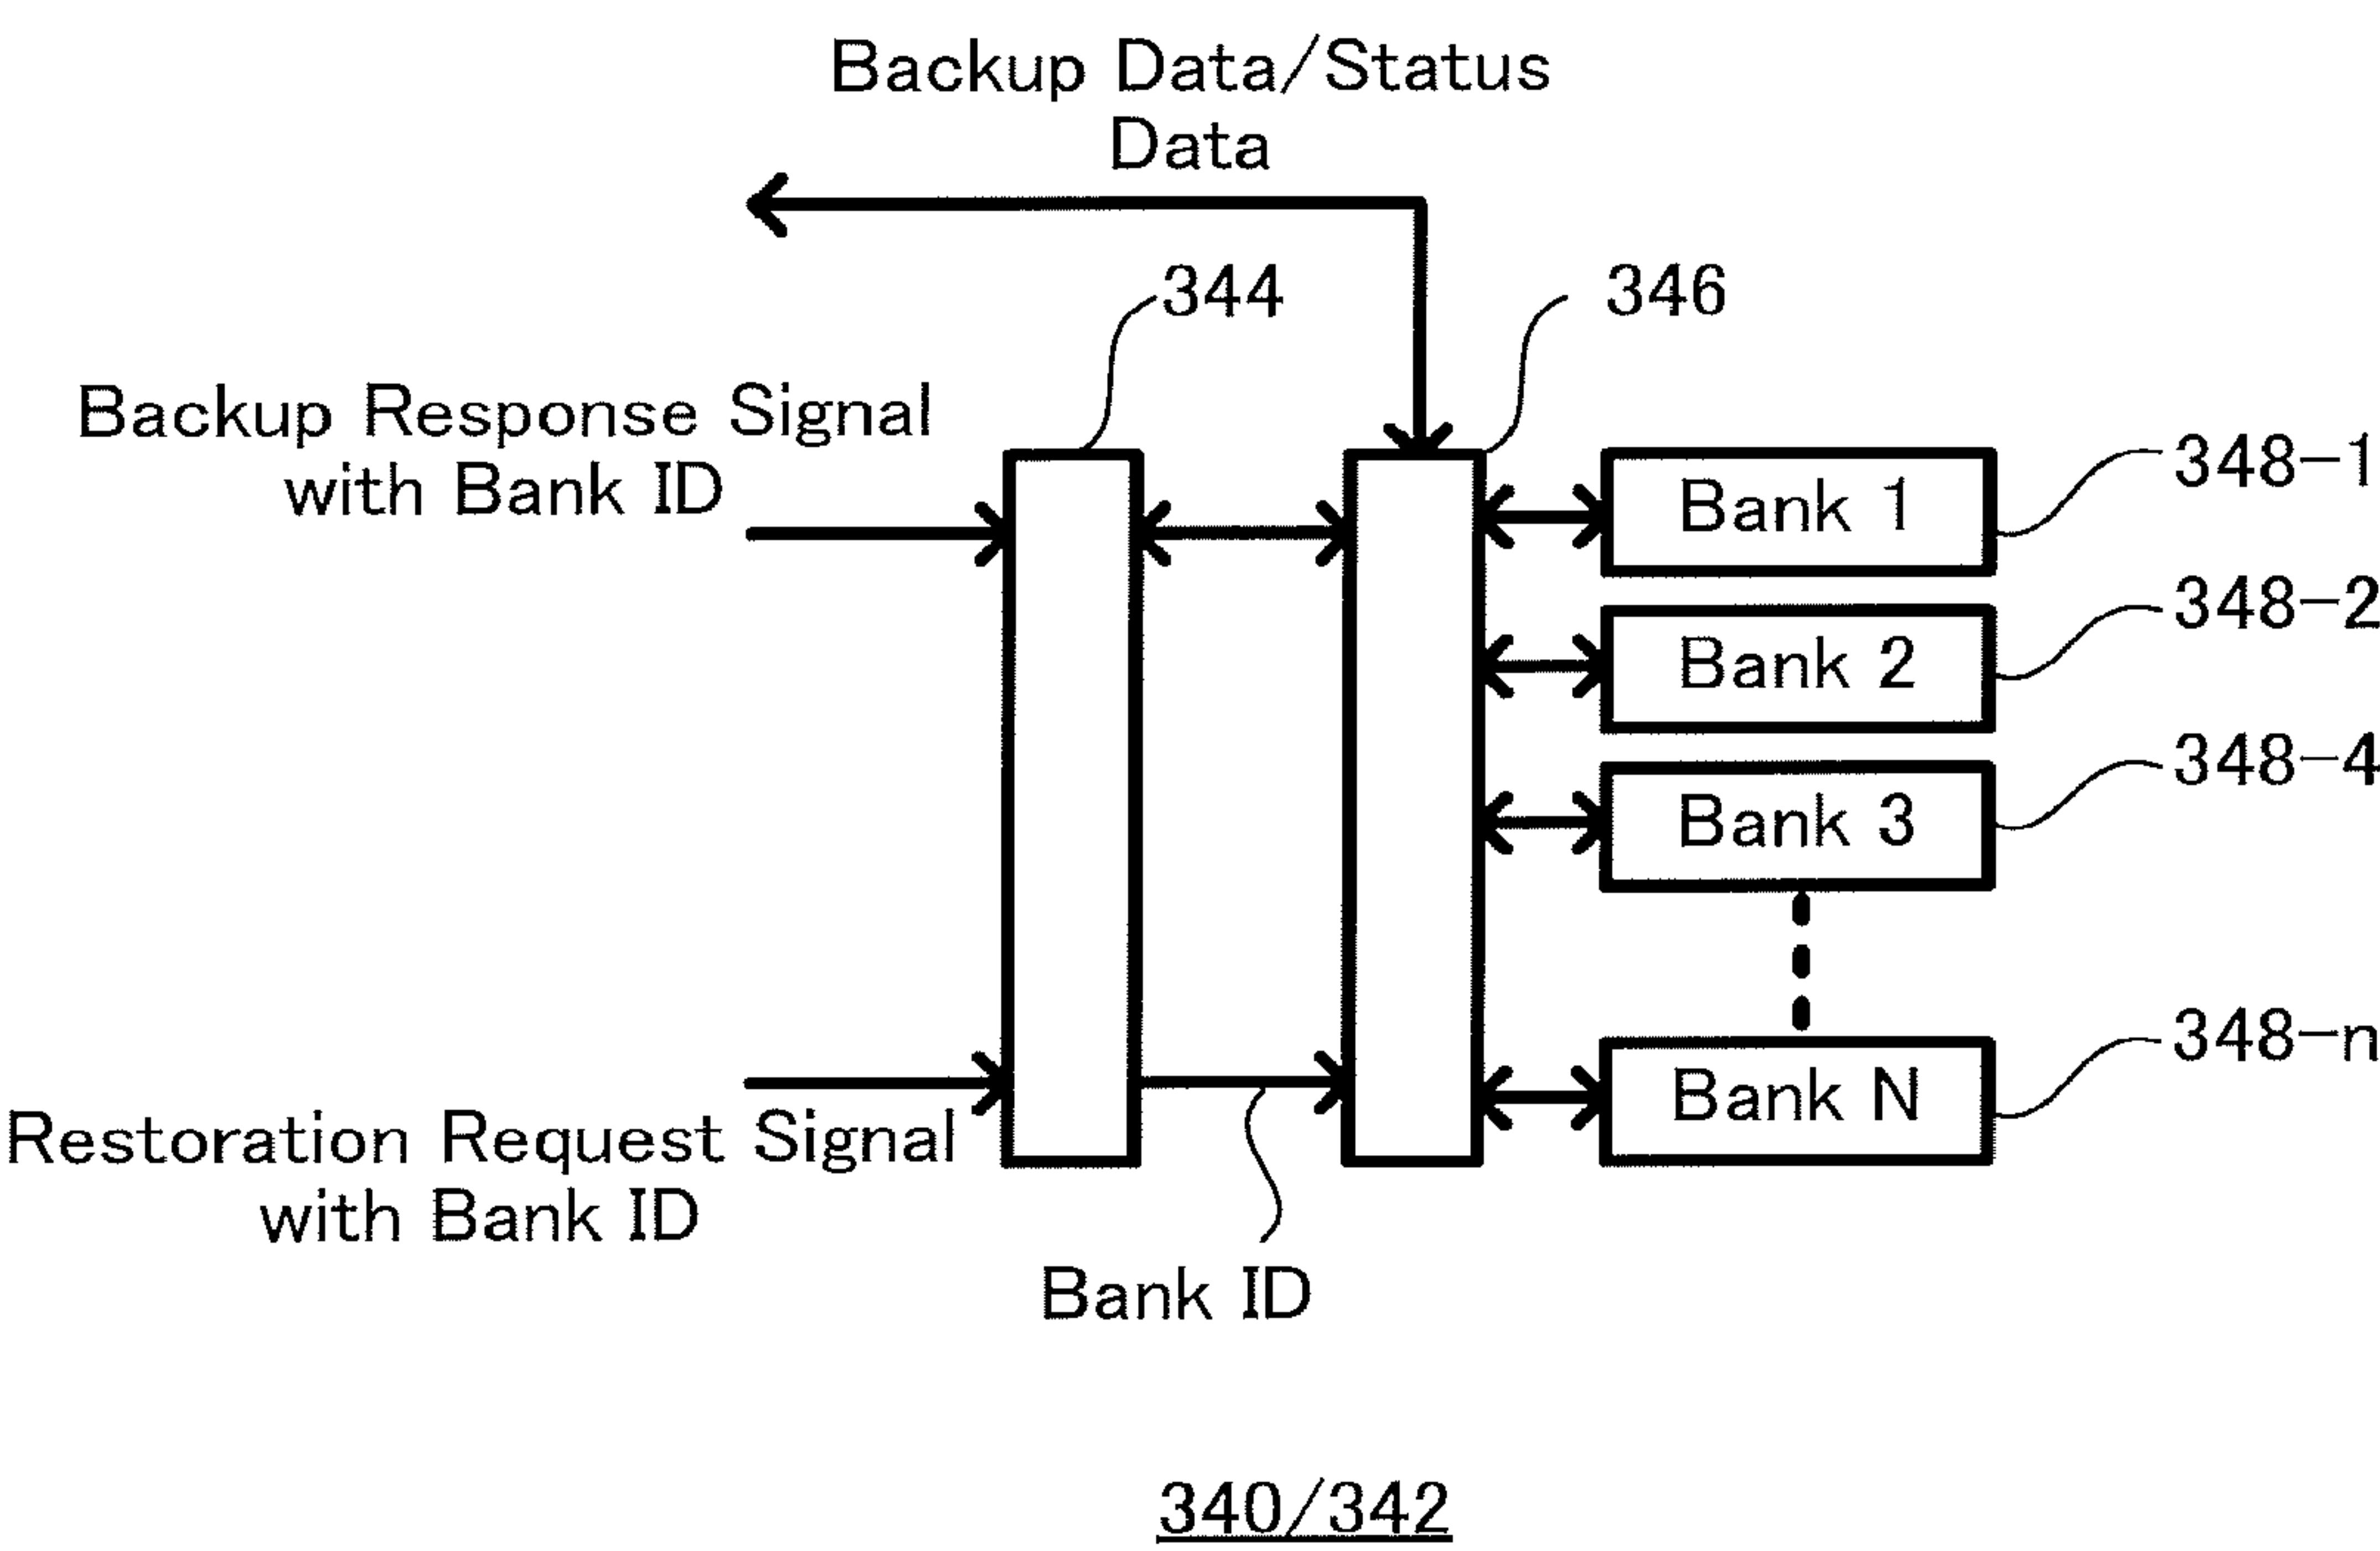 Backup Data/Status
Data
344
346
Backup Response Signal
with Bank ID
Bank 1
348-1
Bank 2
348-2
Bank 3
348-4
Bank N
348-n
Restoration Request Signal
with Bank ID
Bank ID
340/342